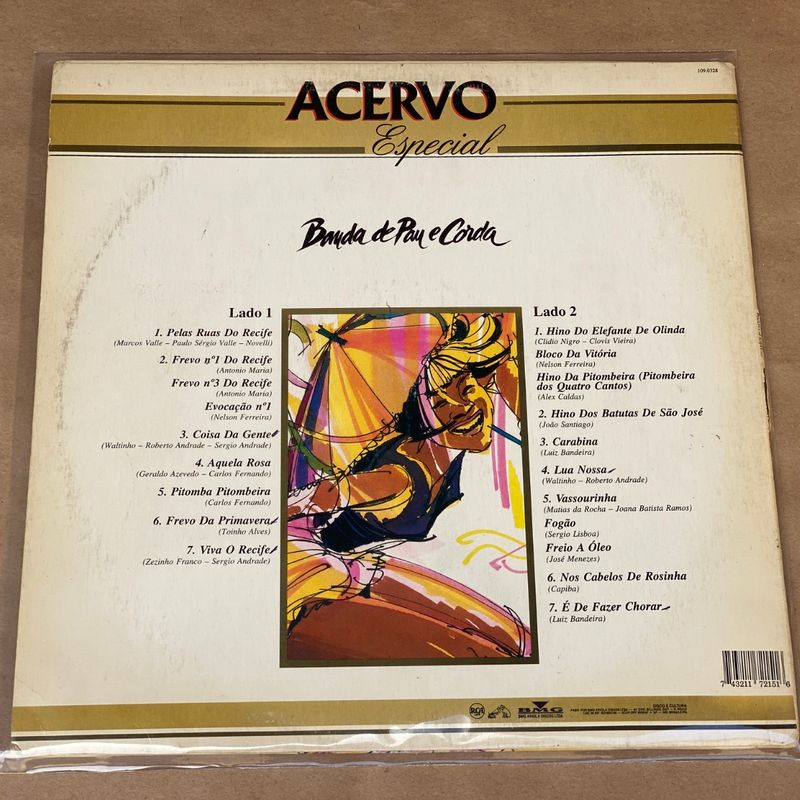 109.0328
ACERVO
Especial
Banda de Pau e Corda
Lado 1
1. Pelas Ruas Do Recife
(Marcos Valle – Paulo Sérgio Valle – Novelli)
2. Frevo nº1 Do Recife
(Antonio Maria)
Frevo nº3 Do Recife
(Antonio Maria)
Evocação nº1
(Nelson Ferreira)
3. Coisa Da Gente
(Waltinho – Roberto Andrade – Sergio Andrade)
4. Aquela Rosa
(Geraldo Azevedo – Carlos Fernando)
5. Pitomba Pitombeira
(Carlos Fernando)
6. Frevo Da Primavera
(Toinho Alves)
7. Viva O Recife
(Zezinho Franco – Sergio Andrade)
Lado 2
1. Hino Do Elefante De Olinda
(Clidio Nigro – Clovis Vieira)
Bloco Da Vitória
(Nelson Ferreira)
Hino Da Pitombeira (Pitombeira
dos Quatro Cantos)
(Alex Caldas)
2. Hino Dos Batutas De São José
(João Santiago)
3. Carabina
(Luiz Bandeira)
4. Lua Nossa
(Waltinho – Roberto Andrade)
5. Vassourinha
(Matias da Rocha – Joana Batista Ramos)
Fogão
(Sergio Lisboa)
Freio A Óleo
(José Menezes)
6. Nos Cabelos De Rosinha
(Capiba)
7. É De Fazer Chorar
(Luiz Bandeira)
7 43211 72151 6
RCA
BMG
BMG ARIOLA DISCOS LTDA.
DISCO É CULTURA